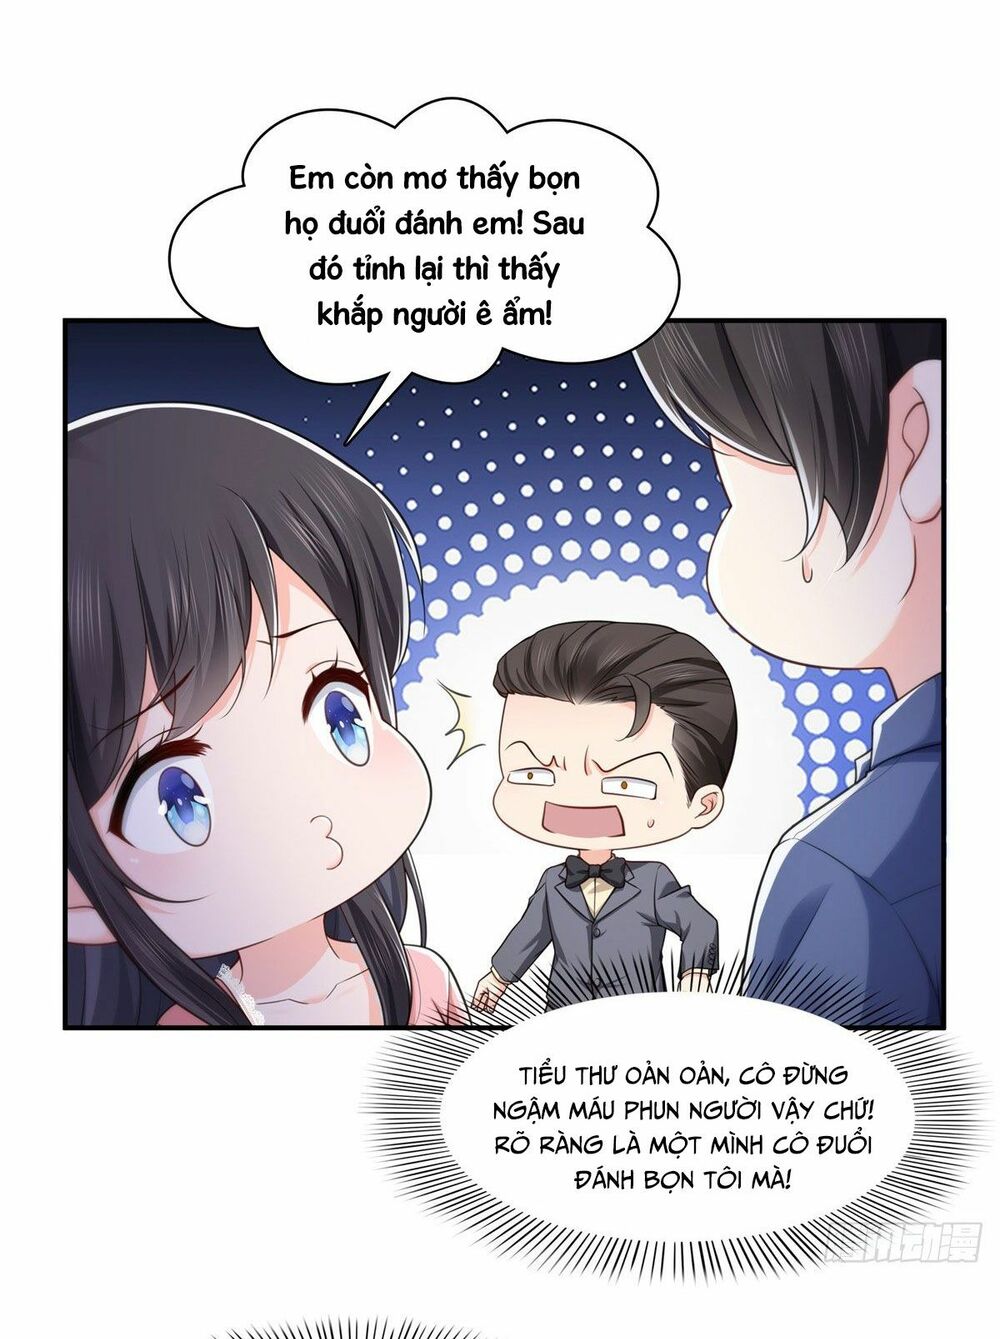 Em còn mơ thấy bọn
họ đuổi đánh em! Sau
đó tỉnh lại thì thấy
khắp người ê ẩm!
TIỂU THƯ OẢN OẢN, CÔ ĐỪNG
NGẬM MÁU PHUN NGƯỜI VẬY CHỨ!
RÕ RÀNG LÀ MỘT MÌNH CÔ ĐUỔI
ĐÁNH BỌN TÔI MÀ!